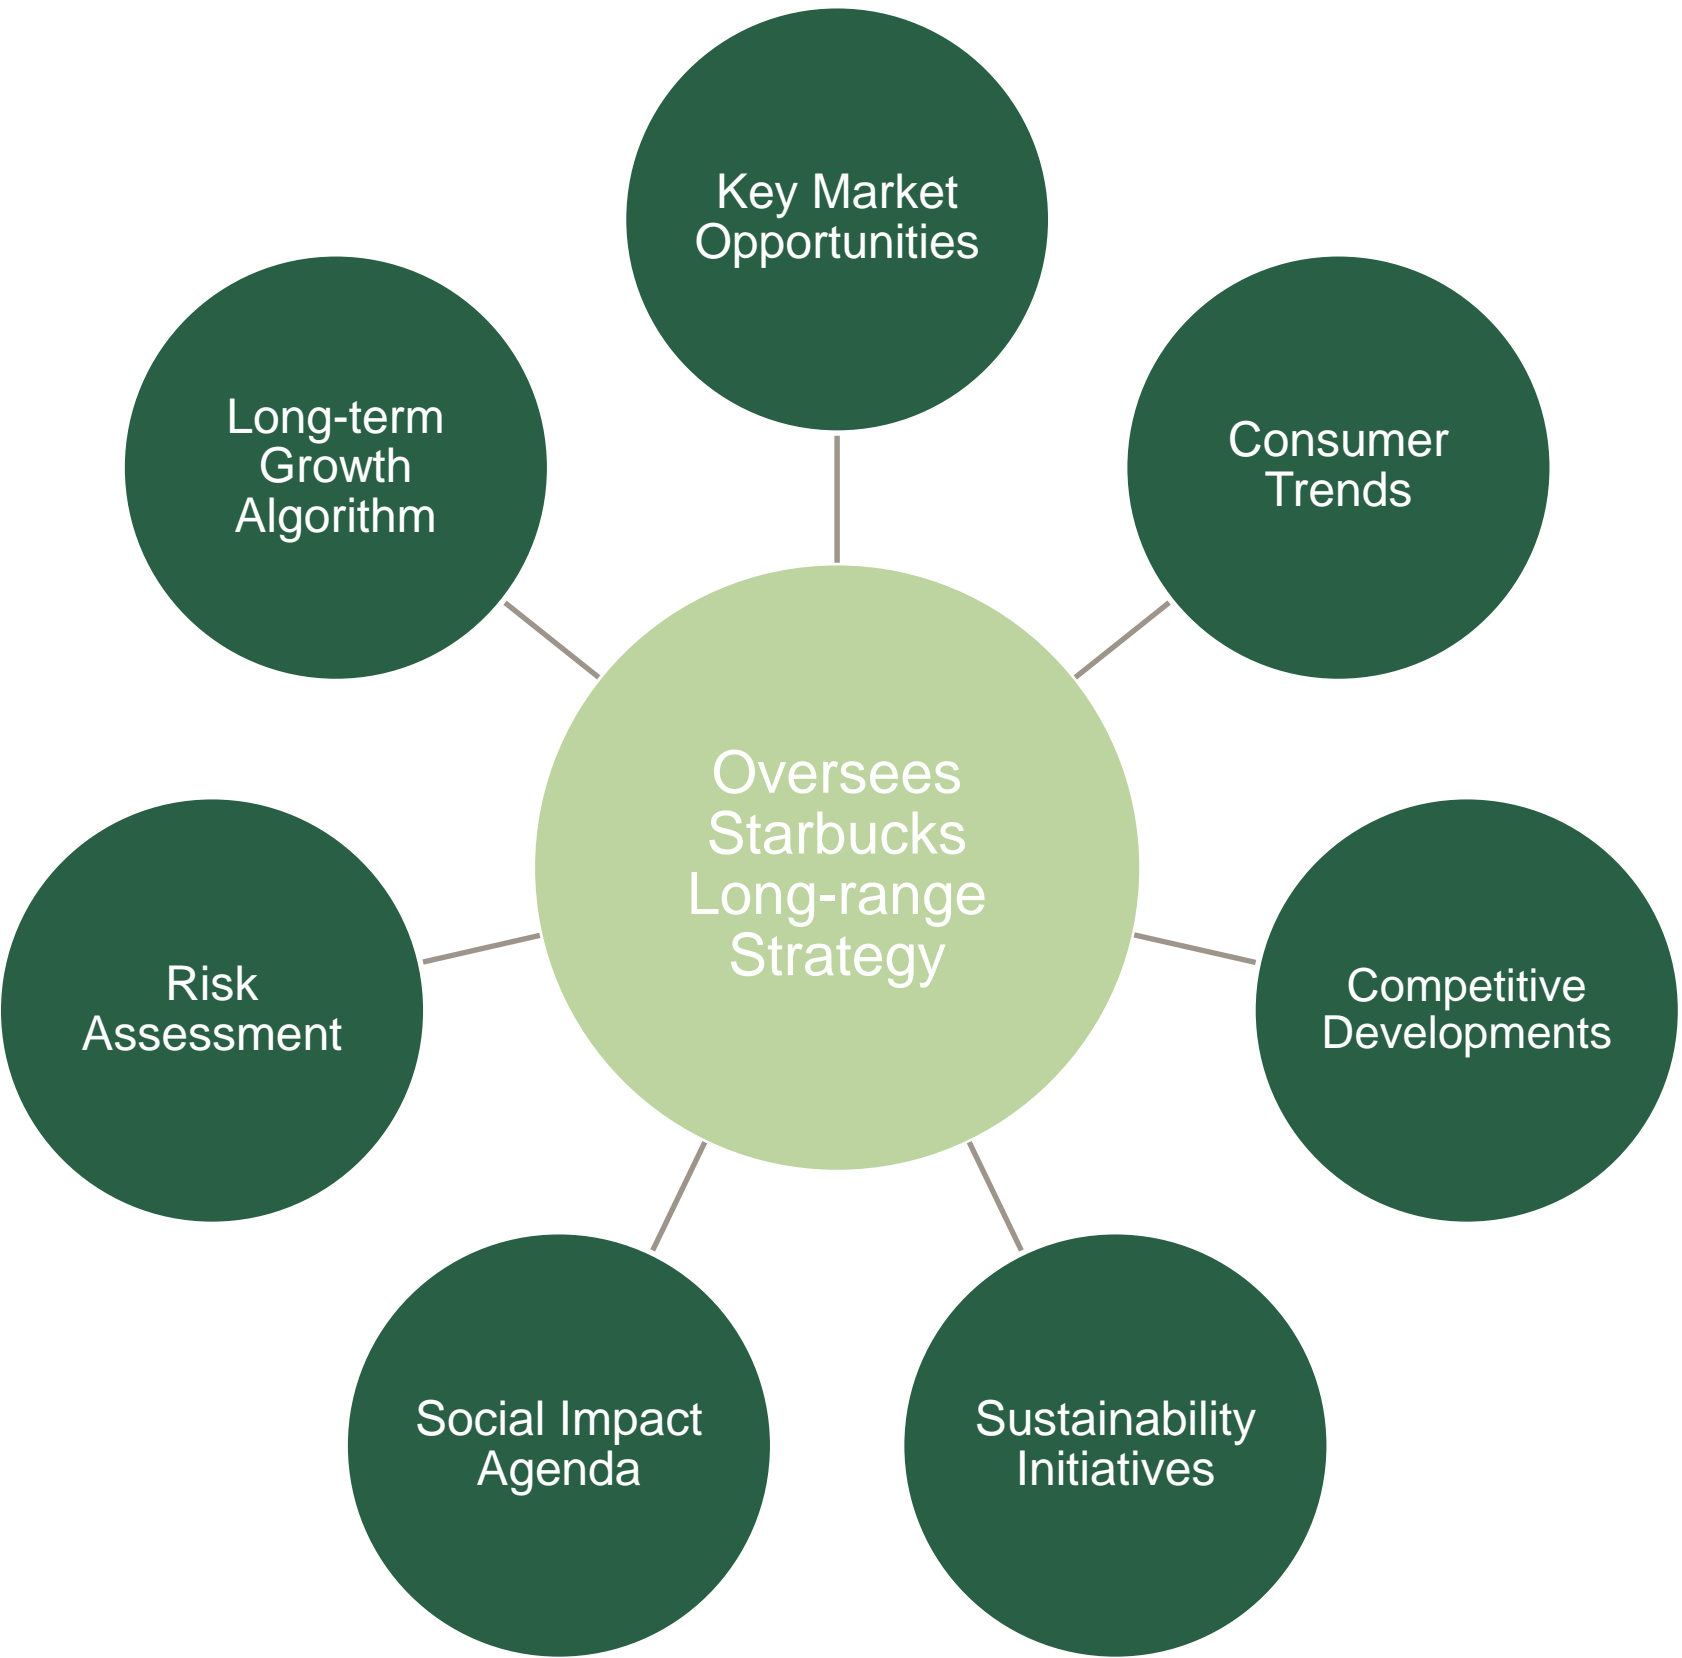 Key Market
Opportunities
Consumer
Trends
Competitive
Developments
Sustainability
Initiatives
Social Impact
Agenda
Risk
Assessment
Long-term
Growth
Algorithm
Oversees
Starbucks
Long-range
Strategy